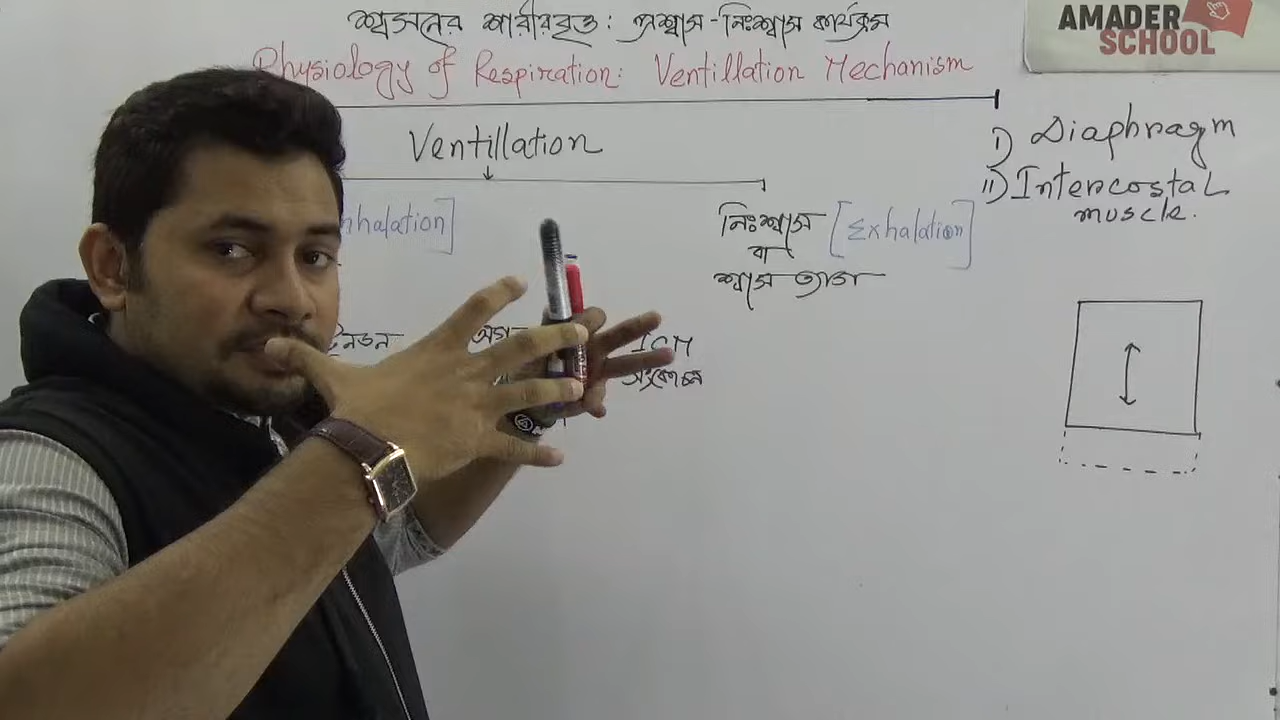 শ্বসনের শারীরবৃত্ত : প্রশ্বাস - নিঃশ্বাস কার্যক্রম
AMADER
SCHOOL
Physiology of Respiration: Ventillation Mechanism
Ventillation
i) Diaphragm
ii) Intercostal
muscle.
nhalation]
নিঃশ্বাস [Exhalation]
বা
শ্বাস ত্যাগ
ICM
সংকোচন